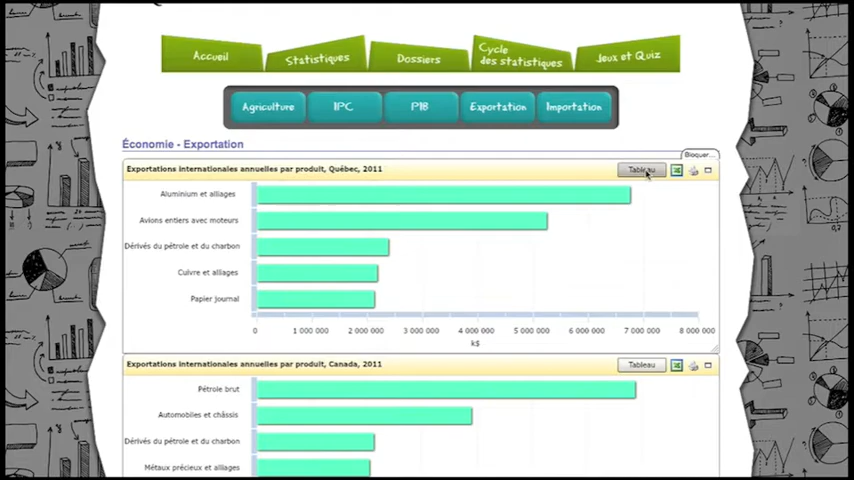 Accueil
Statistiques
Dossiers
Cycle
des statistiques
Jeux et Quiz
Agriculture
IPC
PIB
Exportation
Importation
Économie - Exportation
Bloquer...
Exportations internationales annuelles par produit, Québec, 2011
Tableau
Aluminium et alliages
Avions entiers avec moteurs
Dérivés du pétrole et du charbon
Cuivre et alliages
Papier journal
0 1 000 000 2 000 000 3 000 000 4 000 000 5 000 000 6 000 000 7 000 000 8 000 000
k$
Exportations internationales annuelles par produit, Canada, 2011
Tableau
Pétrole brut
Automobiles et châssis
Dérivés du pétrole et du charbon
Métaux précieux et alliages